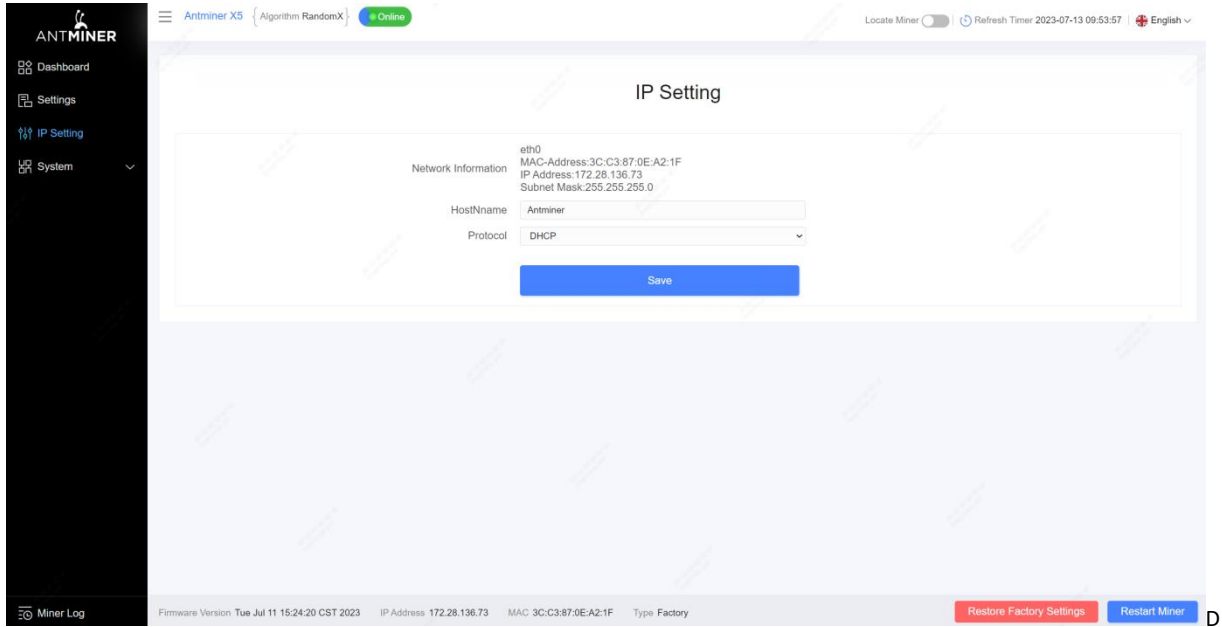 ANTMINER
Antminer X5 {Algorithm RandomX} Online
Locate Miner Refresh Timer 2023-07-13 09:53:57 English
Dashboard
Settings
IP Setting
System
IP Setting
Network Information
eth0
MAC-Address:3C:C3:87:0E:A2:1F
IP Address:172.28.136.73
Subnet Mask:255.255.255.0
HostNname Antminer
Protocol DHCP
Save
Miner Log
Firmware Version Tue Jul 11 15:24:20 CST 2023 IP Address 172.28.136.73 MAC 3C:C3:87:0E:A2:1F Type Factory
Restore Factory Settings Restart Miner
D